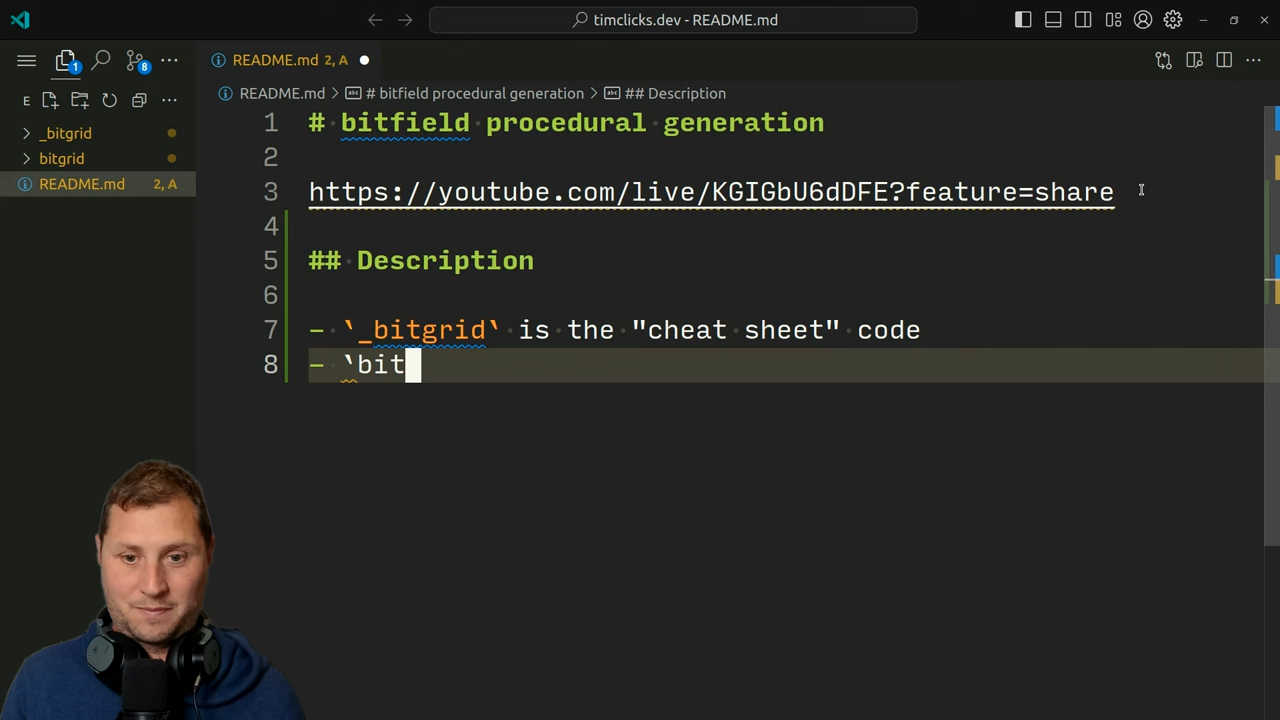 timclicks.dev - README.md
README.md 2, A
1
8
README.md > # bitfield procedural generation > ## Description
E
_bitgrid
bitgrid
README.md 2, A
1 # bitfield procedural generation
2
3 https://youtube.com/live/KGIGbU6dDFE?feature=share
4
5 ## Description
6
7 - `_bitgrid` is the "cheat sheet" code
8 - `bit